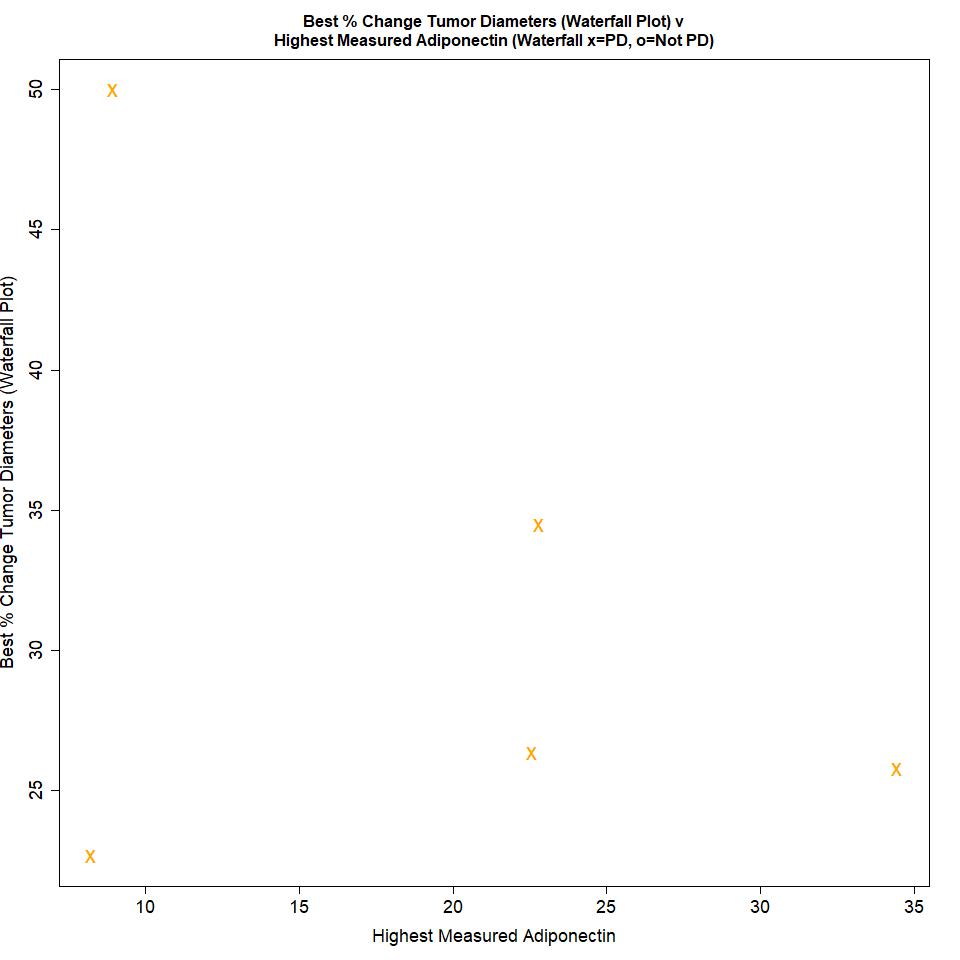 Best % Change Tumor Diameters (Waterfall Plot) v
Highest Measured Adiponectin (Waterfall x=PD, o=Not PD)
Best % Change Tumor Diameters (Waterfall Plot)
50
45
40
35
30
25
X
X
X
X
X
10
15
20
25
30
35
Highest Measured Adiponectin